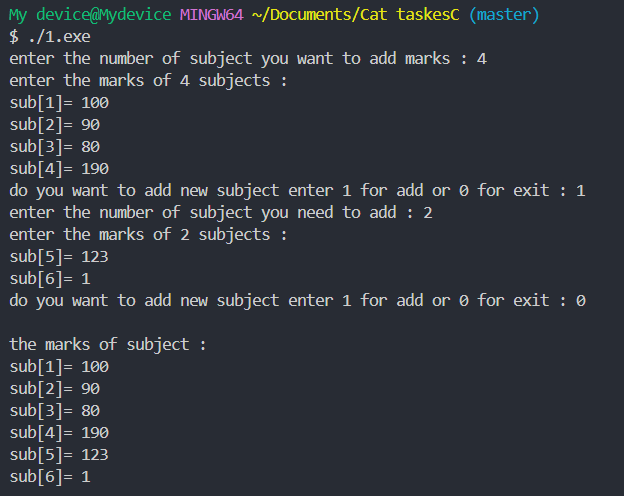 My device@Mydevice MINGW64 ~/Documents/Cat taskesC (master)
$ ./1.exe
enter the number of subject you want to add marks : 4
enter the marks of 4 subjects :
sub[1]= 100
sub[2]= 90
sub[3]= 80
sub[4]= 190
do you want to add new subject enter 1 for add or 0 for exit : 1
enter the number of subject you need to add : 2
enter the marks of 2 subjects :
sub[5]= 123
sub[6]= 1
do you want to add new subject enter 1 for add or 0 for exit : 0
the marks of subject :
sub[1]= 100
sub[2]= 90
sub[3]= 80
sub[4]= 190
sub[5]= 123
sub[6]= 1